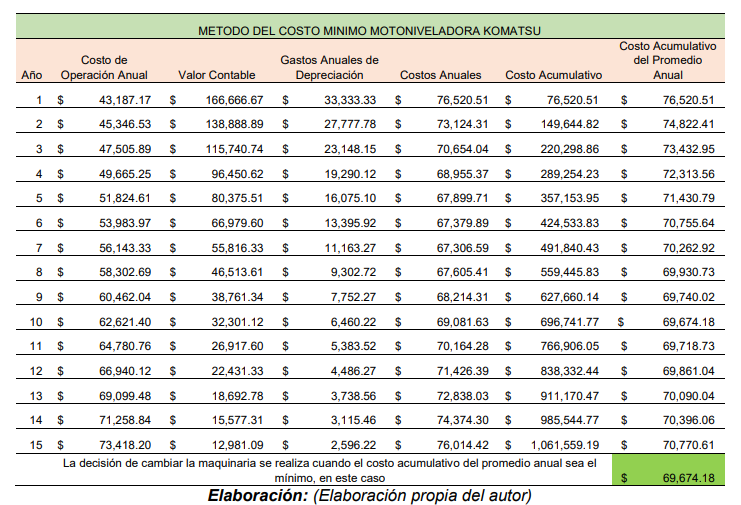 METODO DEL COSTO MINIMO MOTONIVELADORA KOMATSU
Año Costo de Operación Anual Valor Contable Gastos Anuales de Depreciación Costos Anuales Costo Acumulativo Costo Acumulativo del Promedio Anual
1 $ 43,187.17 $ 166,666.67 $ 33,333.33 $ 76,520.51 $ 76,520.51 $ 76,520.51
2 $ 45,346.53 $ 138,888.89 $ 27,777.78 $ 73,124.31 $ 149,644.82 $ 74,822.41
3 $ 47,505.89 $ 115,740.74 $ 23,148.15 $ 70,654.04 $ 220,298.86 $ 73,432.95
4 $ 49,665.25 $ 96,450.62 $ 19,290.12 $ 68,955.37 $ 289,254.23 $ 72,313.56
5 $ 51,824.61 $ 80,375.51 $ 16,075.10 $ 67,899.71 $ 357,153.95 $ 71,430.79
6 $ 53,983.97 $ 66,979.60 $ 13,395.92 $ 67,379.89 $ 424,533.83 $ 70,755.64
7 $ 56,143.33 $ 55,816.33 $ 11,163.27 $ 67,306.59 $ 491,840.43 $ 70,262.92
8 $ 58,302.69 $ 46,513.61 $ 9,302.72 $ 67,605.41 $ 559,445.83 $ 69,930.73
9 $ 60,462.04 $ 38,761.34 $ 7,752.27 $ 68,214.31 $ 627,660.14 $ 69,740.02
10 $ 62,621.40 $ 32,301.12 $ 6,460.22 $ 69,081.63 $ 696,741.77 $ 69,674.18
11 $ 64,780.76 $ 26,917.60 $ 5,383.52 $ 70,164.28 $ 766,906.05 $ 69,718.73
12 $ 66,940.12 $ 22,431.33 $ 4,486.27 $ 71,426.39 $ 838,332.44 $ 69,861.04
13 $ 69,099.48 $ 18,692.78 $ 3,738.56 $ 72,838.03 $ 911,170.47 $ 70,090.04
14 $ 71,258.84 $ 15,577.31 $ 3,115.46 $ 74,374.30 $ 985,544.77 $ 70,396.06
15 $ 73,418.20 $ 12,981.09 $ 2,596.22 $ 76,014.42 $ 1,061,559.19 $ 70,770.61
La decisión de cambiar la maquinaria se realiza cuando el costo acumulativo del promedio anual sea el
mínimo, en este caso $ 69,674.18
Elaboración: (Elaboración propia del autor)